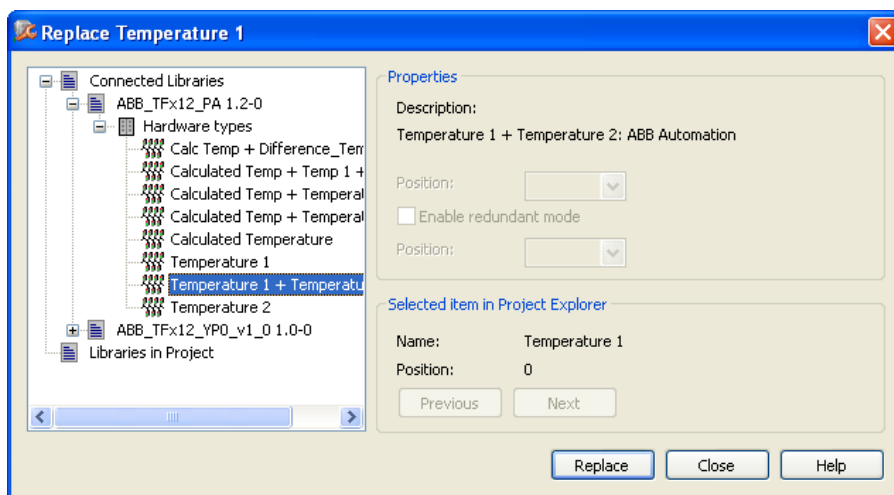 Replace Temperature 1
Connected Libraries
ABB_TFx12_PA 1.2-0
Hardware types
Calc Temp + Difference_Tem
Calculated Temp + Temp 1 +
Calculated Temp + Temperat
Calculated Temp + Temperat
Calculated Temperature
Temperature 1
Temperature 1 + Temperatu
Temperature 2
ABB_TFx12_YP0_v1_0 1.0-0
Libraries in Project
Properties
Description:
Temperature 1 + Temperature 2: ABB Automation
Position:
Enable redundant mode
Position:
Selected item in Project Explorer
Name: Temperature 1
Position: 0
Previous Next
Replace Close Help